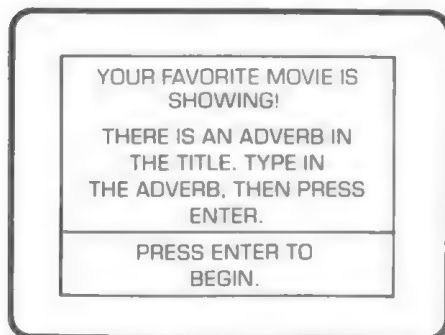 YOUR FAVORITE MOVIE IS
SHOWING!
THERE IS AN ADVERB IN
THE TITLE. TYPE IN
THE ADVERB, THEN PRESS
ENTER.
PRESS ENTER TO
BEGIN.